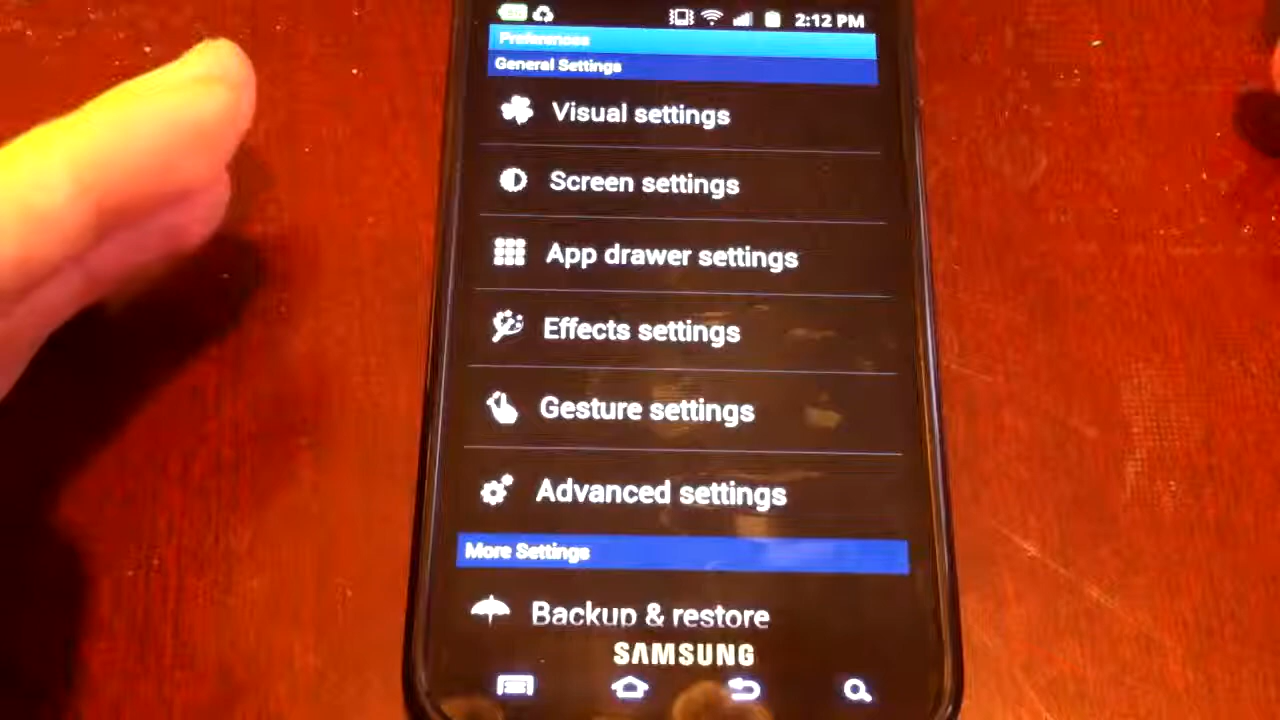 2:12 PM
Preferences
General Settings
Visual settings
Screen settings
App drawer settings
Effects settings
Gesture settings
Advanced settings
More Settings
Backup & restore
SAMSUNG